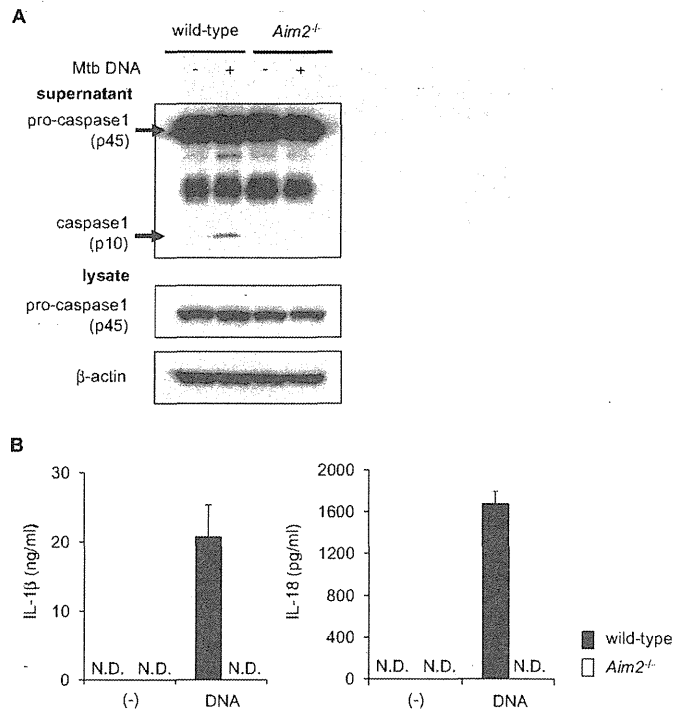 A
wild-type Aim2-/-
Mtb DNA - + - +
supernatant
pro-caspase1
(p45)
caspase1
(p10)
lysate
pro-caspase1
(p45)
β-actin
B
30
20
10
0
IL-1β (ng/ml)
N.D. N.D. N.D.
(-) DNA
2000
1600
1200
800
400
0
IL-18 (pg/ml)
N.D. N.D. N.D.
(-) DNA
wild-type
Aim2-/-